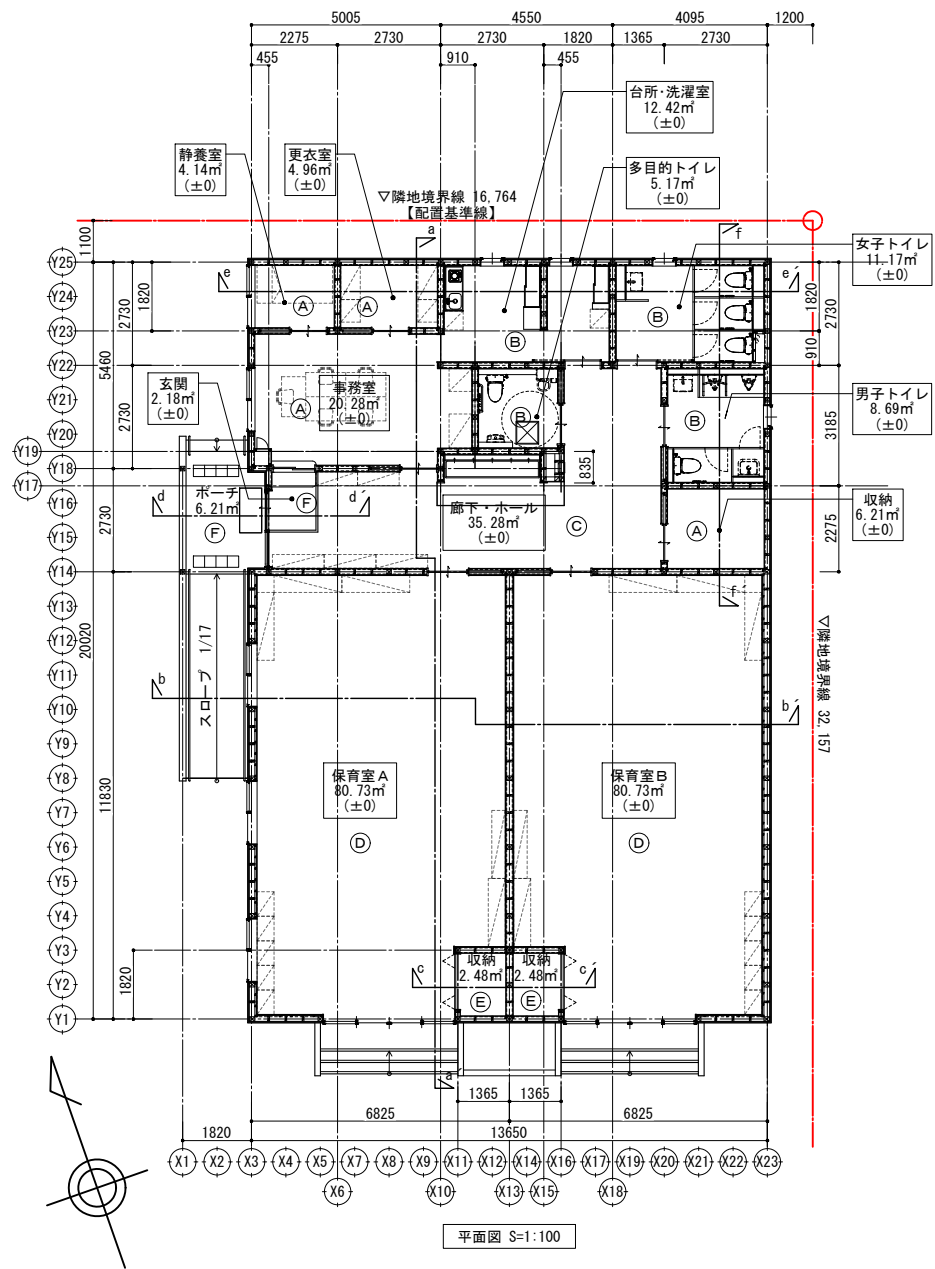 5005 4550 4095 1200
2275 2730 2730 1820 1365 2730
455 910 455
台所・洗濯室
12.42㎡
(±0)
静養室
4.14㎡
(±0)
更衣室
4.96㎡
(±0)
多目的トイレ
5.17㎡
(±0)
▽隣地境界線 16,764
【配置基準線】
女子トイレ
11.17㎡
(±0)
男子トイレ
8.69㎡
(±0)
収納
6.21㎡
(±0)
玄関
2.18㎡
(±0)
事務室
20.28㎡
(±0)
ポーチ
6.21㎡
廊下・ホール
35.28㎡
(±0)
スロープ 1/17
保育室A
80.73㎡
(±0)
保育室B
80.73㎡
(±0)
収納
2.48㎡
収納
2.48㎡
▽隣地境界線 32,157
A
A
A
B
B
B
B
C
A
F
F
D
D
E
E
a
f
e
e´
d
d´
f´
b
b´
c
c´
a´
1100
1820
2730
5460
2730
2730
20020
11830
1820
1820
2730
910
3185
2275
835
Y25
Y24
Y23
Y22
Y21
Y20
Y19
Y18
Y17
Y16
Y15
Y14
Y13
Y12
Y11
Y10
Y9
Y8
Y7
Y6
Y5
Y4
Y3
Y2
Y1
1365 1365
6825 6825
1820 13650
X1 X2 X3 X4 X5 X7 X8 X9 X11 X12 X14 X16 X17 X19 X20 X21 X22 X23
X6 X10 X13 X15 X18
平面図 S=1:100